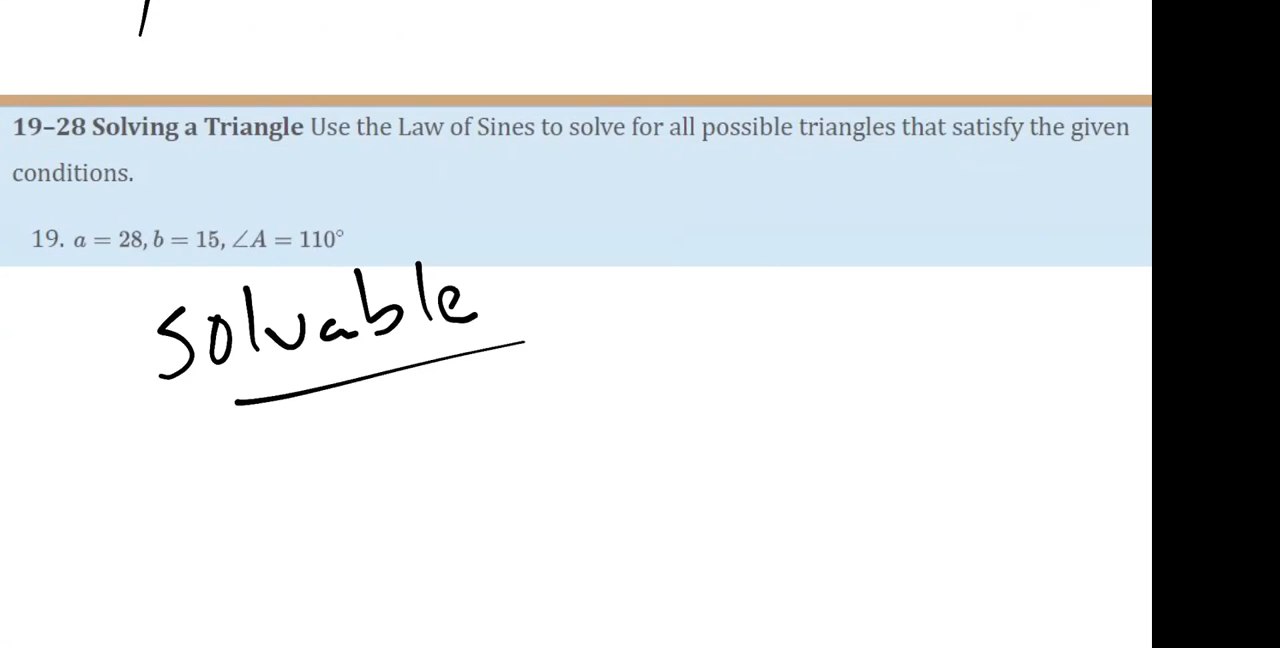 19–28 Solving a Triangle Use the Law of Sines to solve for all possible triangles that satisfy the given
conditions.
19. a = 28, b = 15, ∠A = 110°
solvable